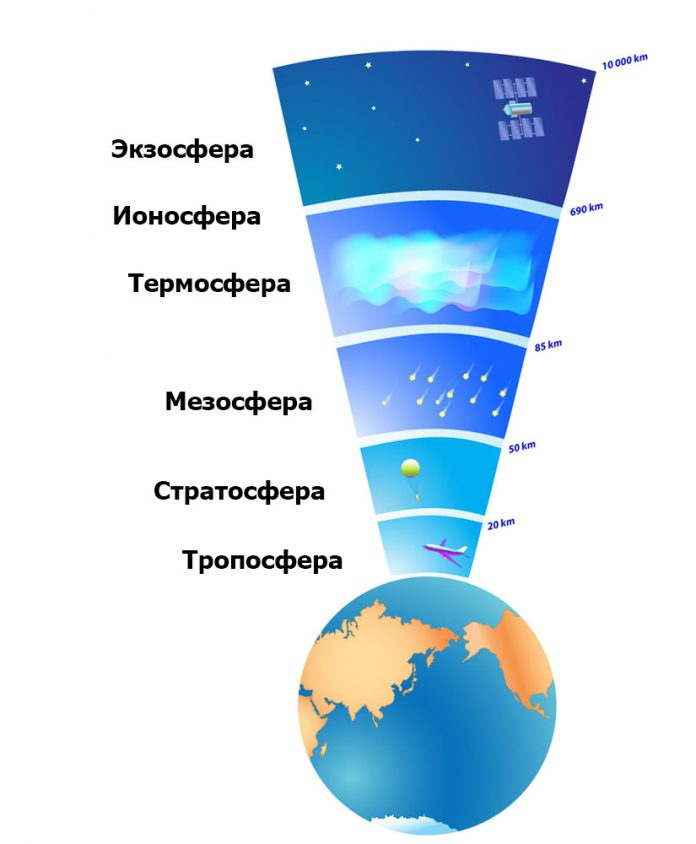 10 000 km
Экзосфера
Ионосфера
690 km
Термосфера
85 km
Мезосфера
50 km
Стратосфера
20 km
Тропосфера